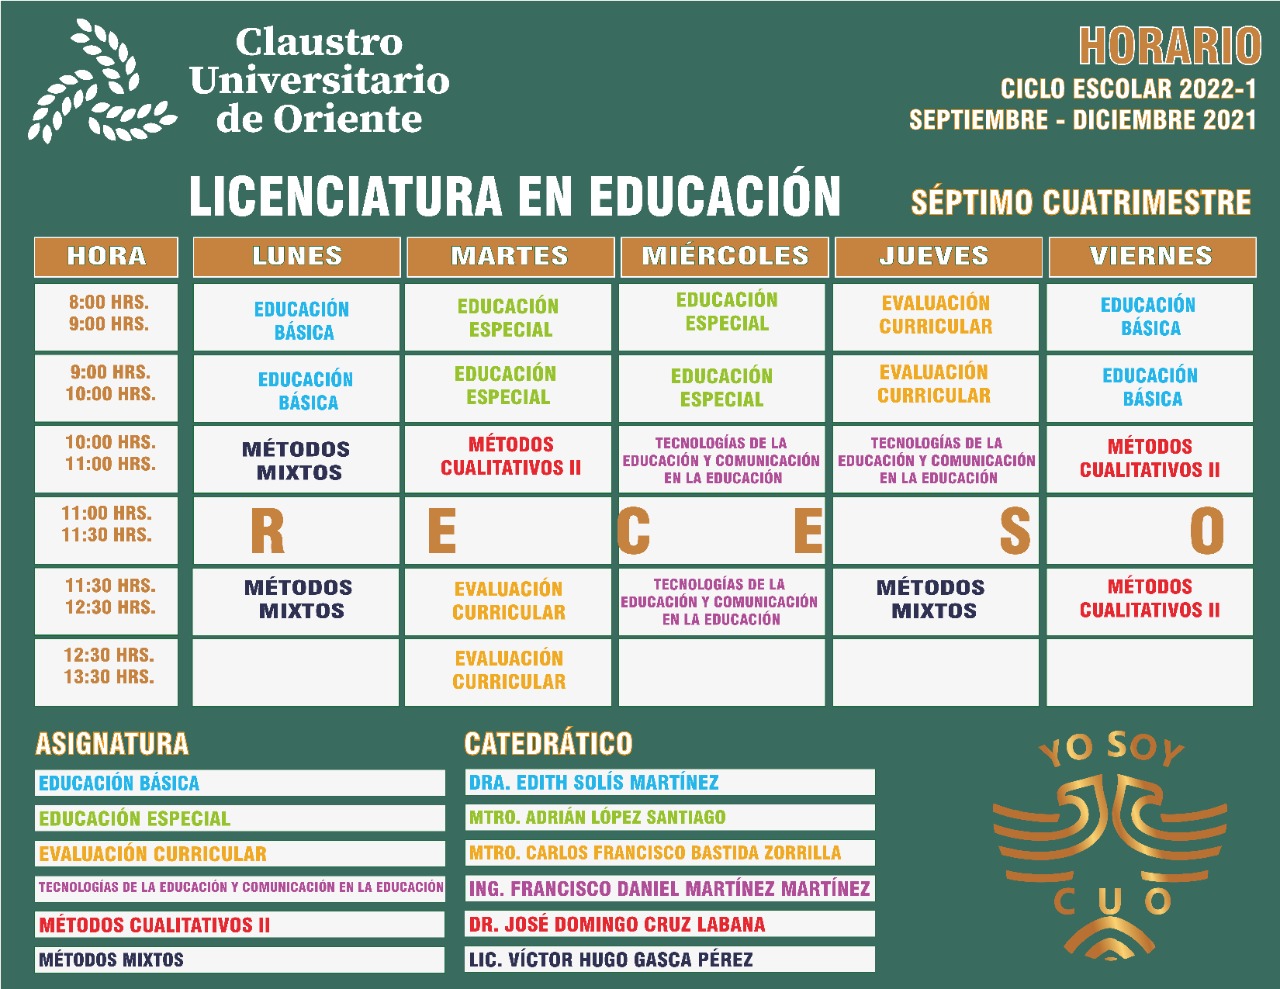 Claustro
Universitario
de Oriente
HORARIO
CICLO ESCOLAR 2022-1
SEPTIEMBRE - DICIEMBRE 2021
LICENCIATURA EN EDUCACIÓN
SÉPTIMO CUATRIMESTRE
HORA LUNES MARTES MIÉRCOLES JUEVES VIERNES
8:00 HRS.
9:00 HRS.
EDUCACIÓN
BÁSICA
EDUCACIÓN
ESPECIAL
EDUCACIÓN
ESPECIAL
EVALUACIÓN
CURRICULAR
EDUCACIÓN
BÁSICA
9:00 HRS.
10:00 HRS.
EDUCACIÓN
BÁSICA
EDUCACIÓN
ESPECIAL
EDUCACIÓN
ESPECIAL
EVALUACIÓN
CURRICULAR
EDUCACIÓN
BÁSICA
10:00 HRS.
11:00 HRS.
MÉTODOS
MIXTOS
MÉTODOS
CUALITATIVOS II
TECNOLOGÍAS DE LA
EDUCACIÓN Y COMUNICACIÓN
EN LA EDUCACIÓN
TECNOLOGÍAS DE LA
EDUCACIÓN Y COMUNICACIÓN
EN LA EDUCACIÓN
MÉTODOS
CUALITATIVOS II
11:00 HRS.
11:30 HRS.
R E C E S O
11:30 HRS.
12:30 HRS.
MÉTODOS
MIXTOS
EVALUACIÓN
CURRICULAR
TECNOLOGÍAS DE LA
EDUCACIÓN Y COMUNICACIÓN
EN LA EDUCACIÓN
MÉTODOS
MIXTOS
MÉTODOS
CUALITATIVOS II
12:30 HRS.
13:30 HRS.
EVALUACIÓN
CURRICULAR
ASIGNATURA CATEDRÁTICO
EDUCACIÓN BÁSICA DRA. EDITH SOLÍS MARTÍNEZ
EDUCACIÓN ESPECIAL MTRO. ADRIÁN LÓPEZ SANTIAGO
EVALUACIÓN CURRICULAR MTRO. CARLOS FRANCISCO BASTIDA ZORRILLA
TECNOLOGÍAS DE LA EDUCACIÓN Y COMUNICACIÓN EN LA EDUCACIÓN ING. FRANCISCO DANIEL MARTÍNEZ MARTÍNEZ
MÉTODOS CUALITATIVOS II DR. JOSÉ DOMINGO CRUZ LABANA
MÉTODOS MIXTOS LIC. VÍCTOR HUGO GASCA PÉREZ
YO SOY
CUO